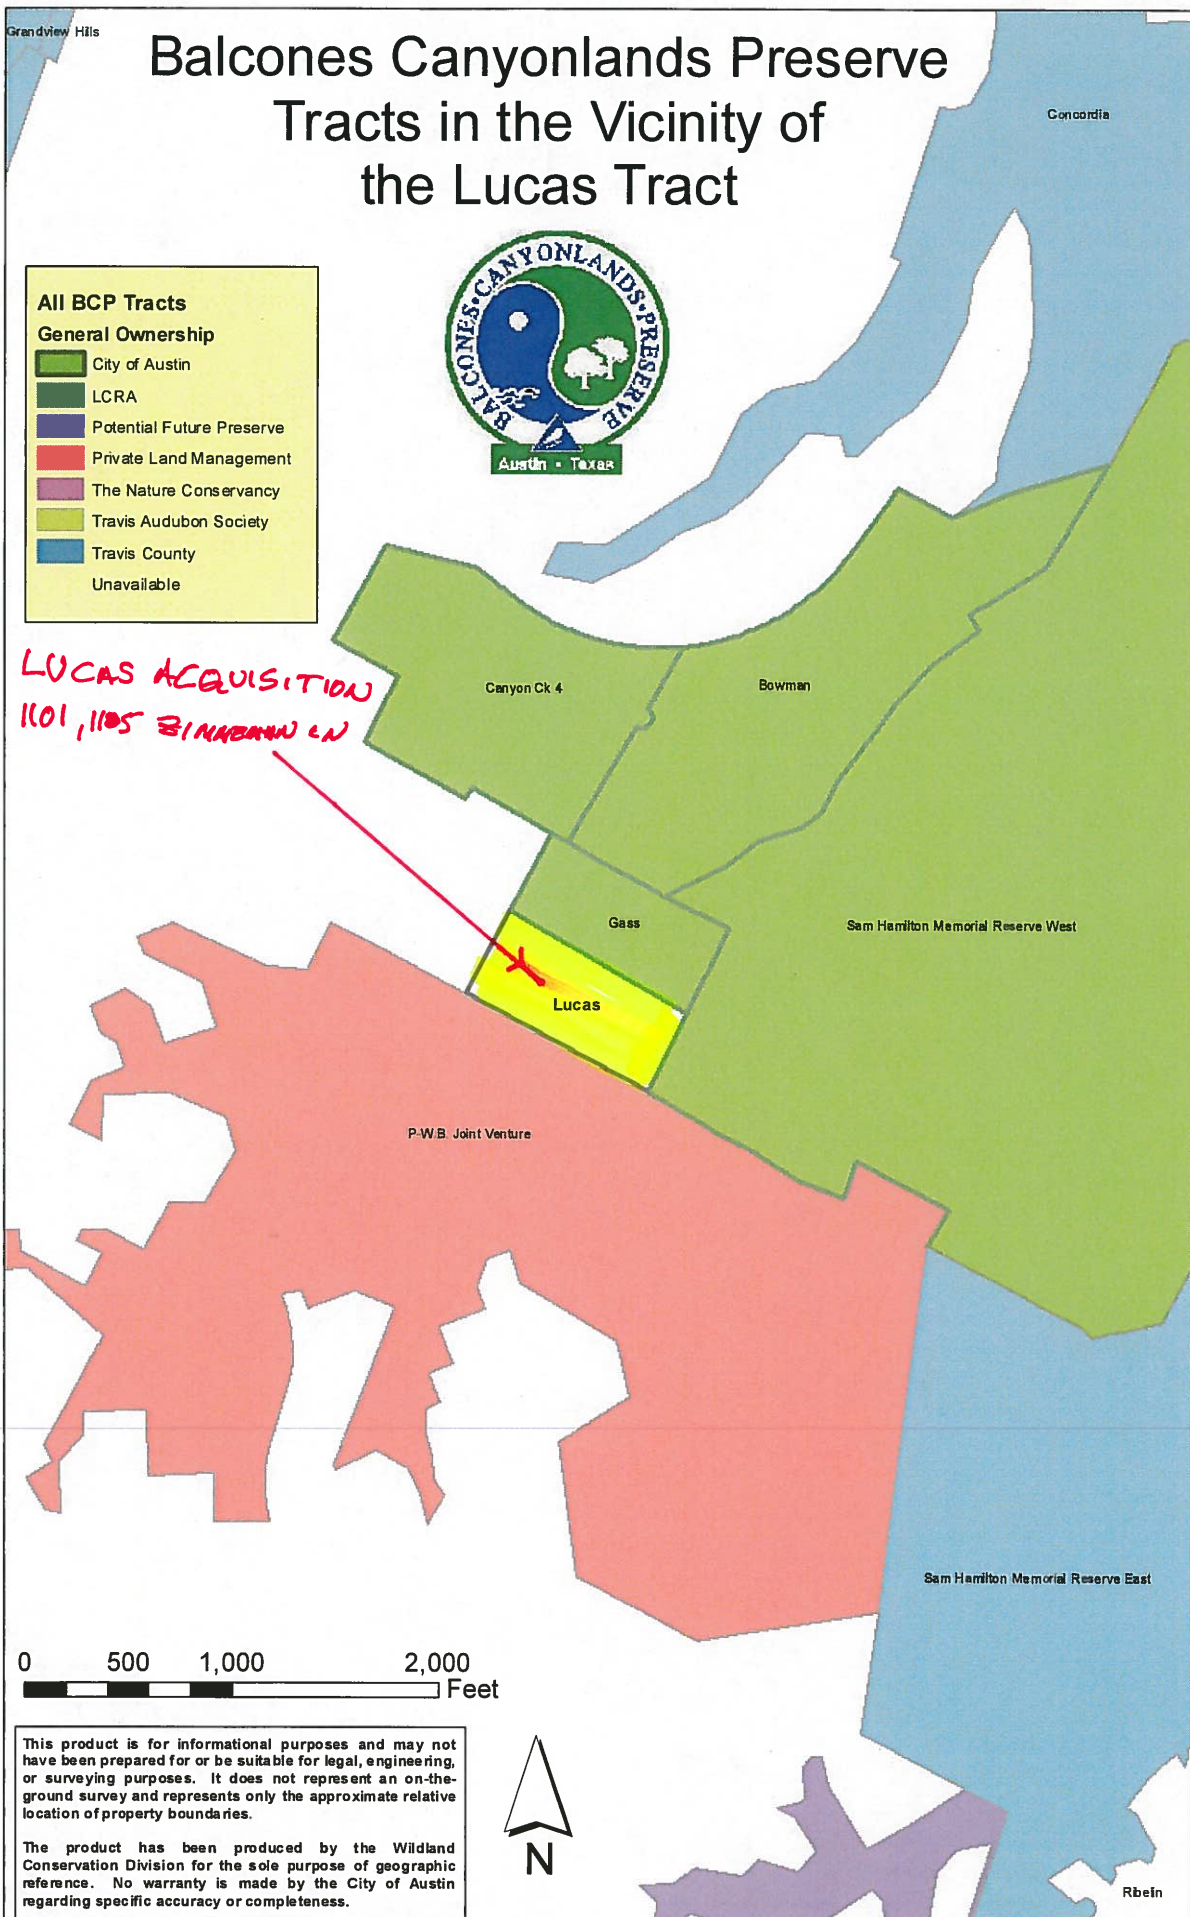 Grandview Hills
Balcones Canyonlands Preserve
Tracts in the Vicinity of
the Lucas Tract
Concordia
BALCONES•CANYONLANDS•PRESERVE
Austin • Texas
All BCP Tracts
General Ownership
City of Austin
LCRA
Potential Future Preserve
Private Land Management
The Nature Conservancy
Travis Audubon Society
Travis County
Unavailable
LUCAS ACQUISITION
1101, 1105 ZIMMERMAN LN
Canyon Ck 4
Bowman
Gass
Sam Hamilton Memorial Reserve West
Lucas
P-W.B. Joint Venture
Sam Hamilton Memorial Reserve East
0 500 1,000 2,000
Feet
This product is for informational purposes and may not
have been prepared for or be suitable for legal, engineering,
or surveying purposes. It does not represent an on-the-
ground survey and represents only the approximate relative
location of property boundaries.
The product has been produced by the Wildland
Conservation Division for the sole purpose of geographic
reference. No warranty is made by the City of Austin
regarding specific accuracy or completeness.
N
Ribein